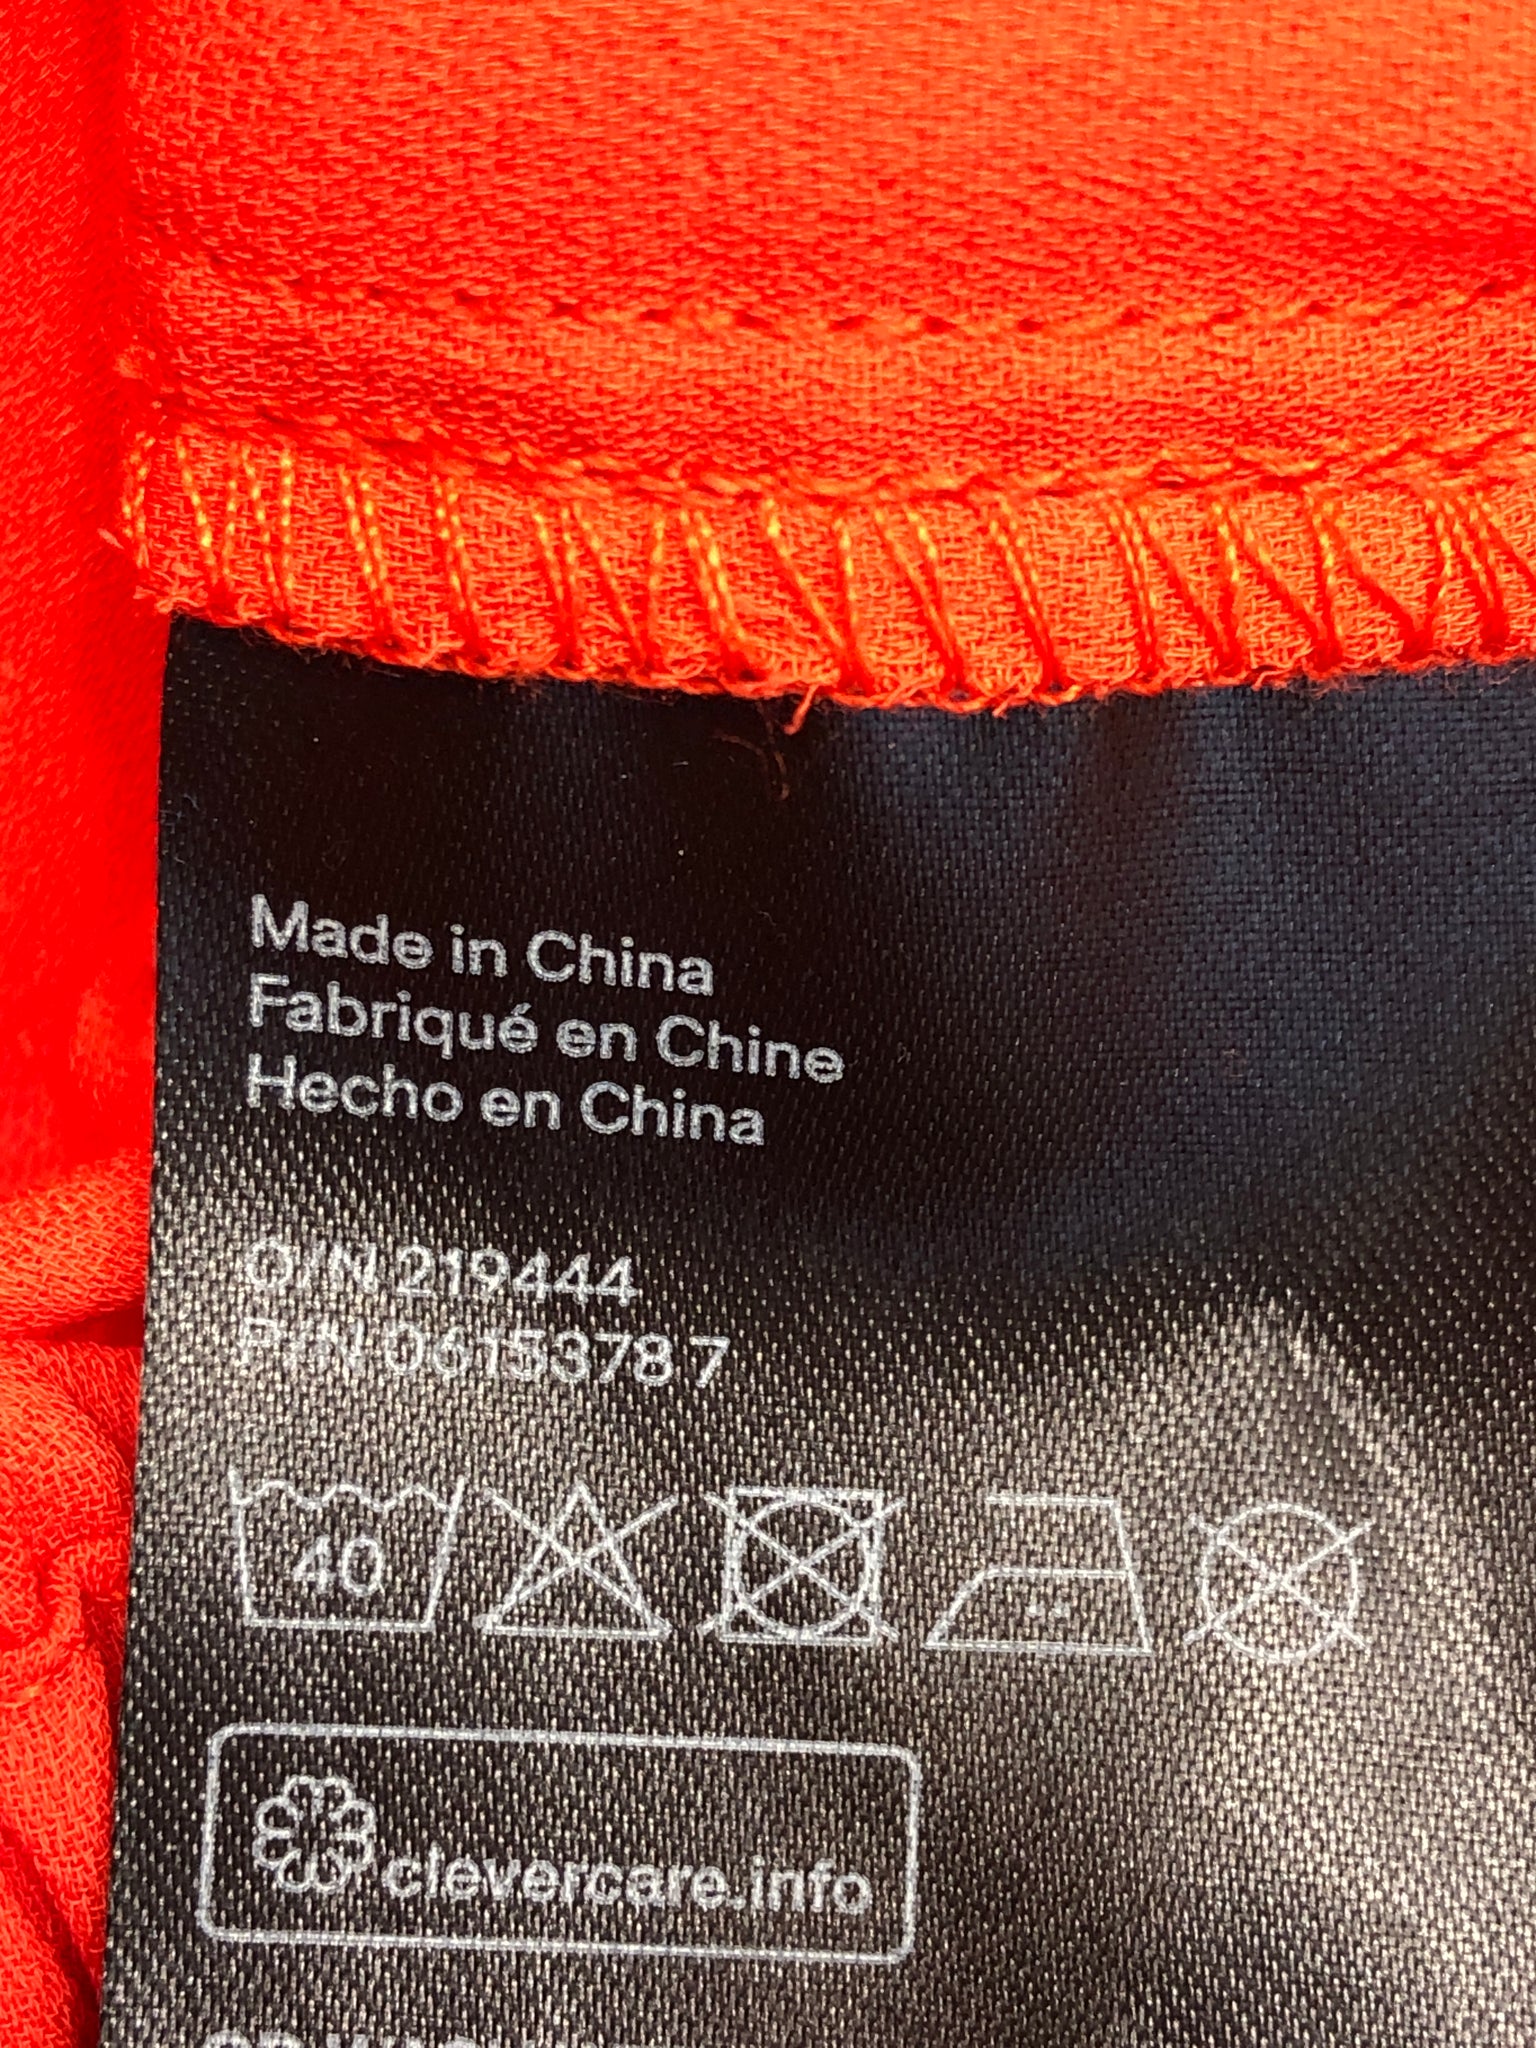 Made in China
Fabriqué en Chine
Hecho en China
O/N 219444
P/N 06153787
40
clevercare.info